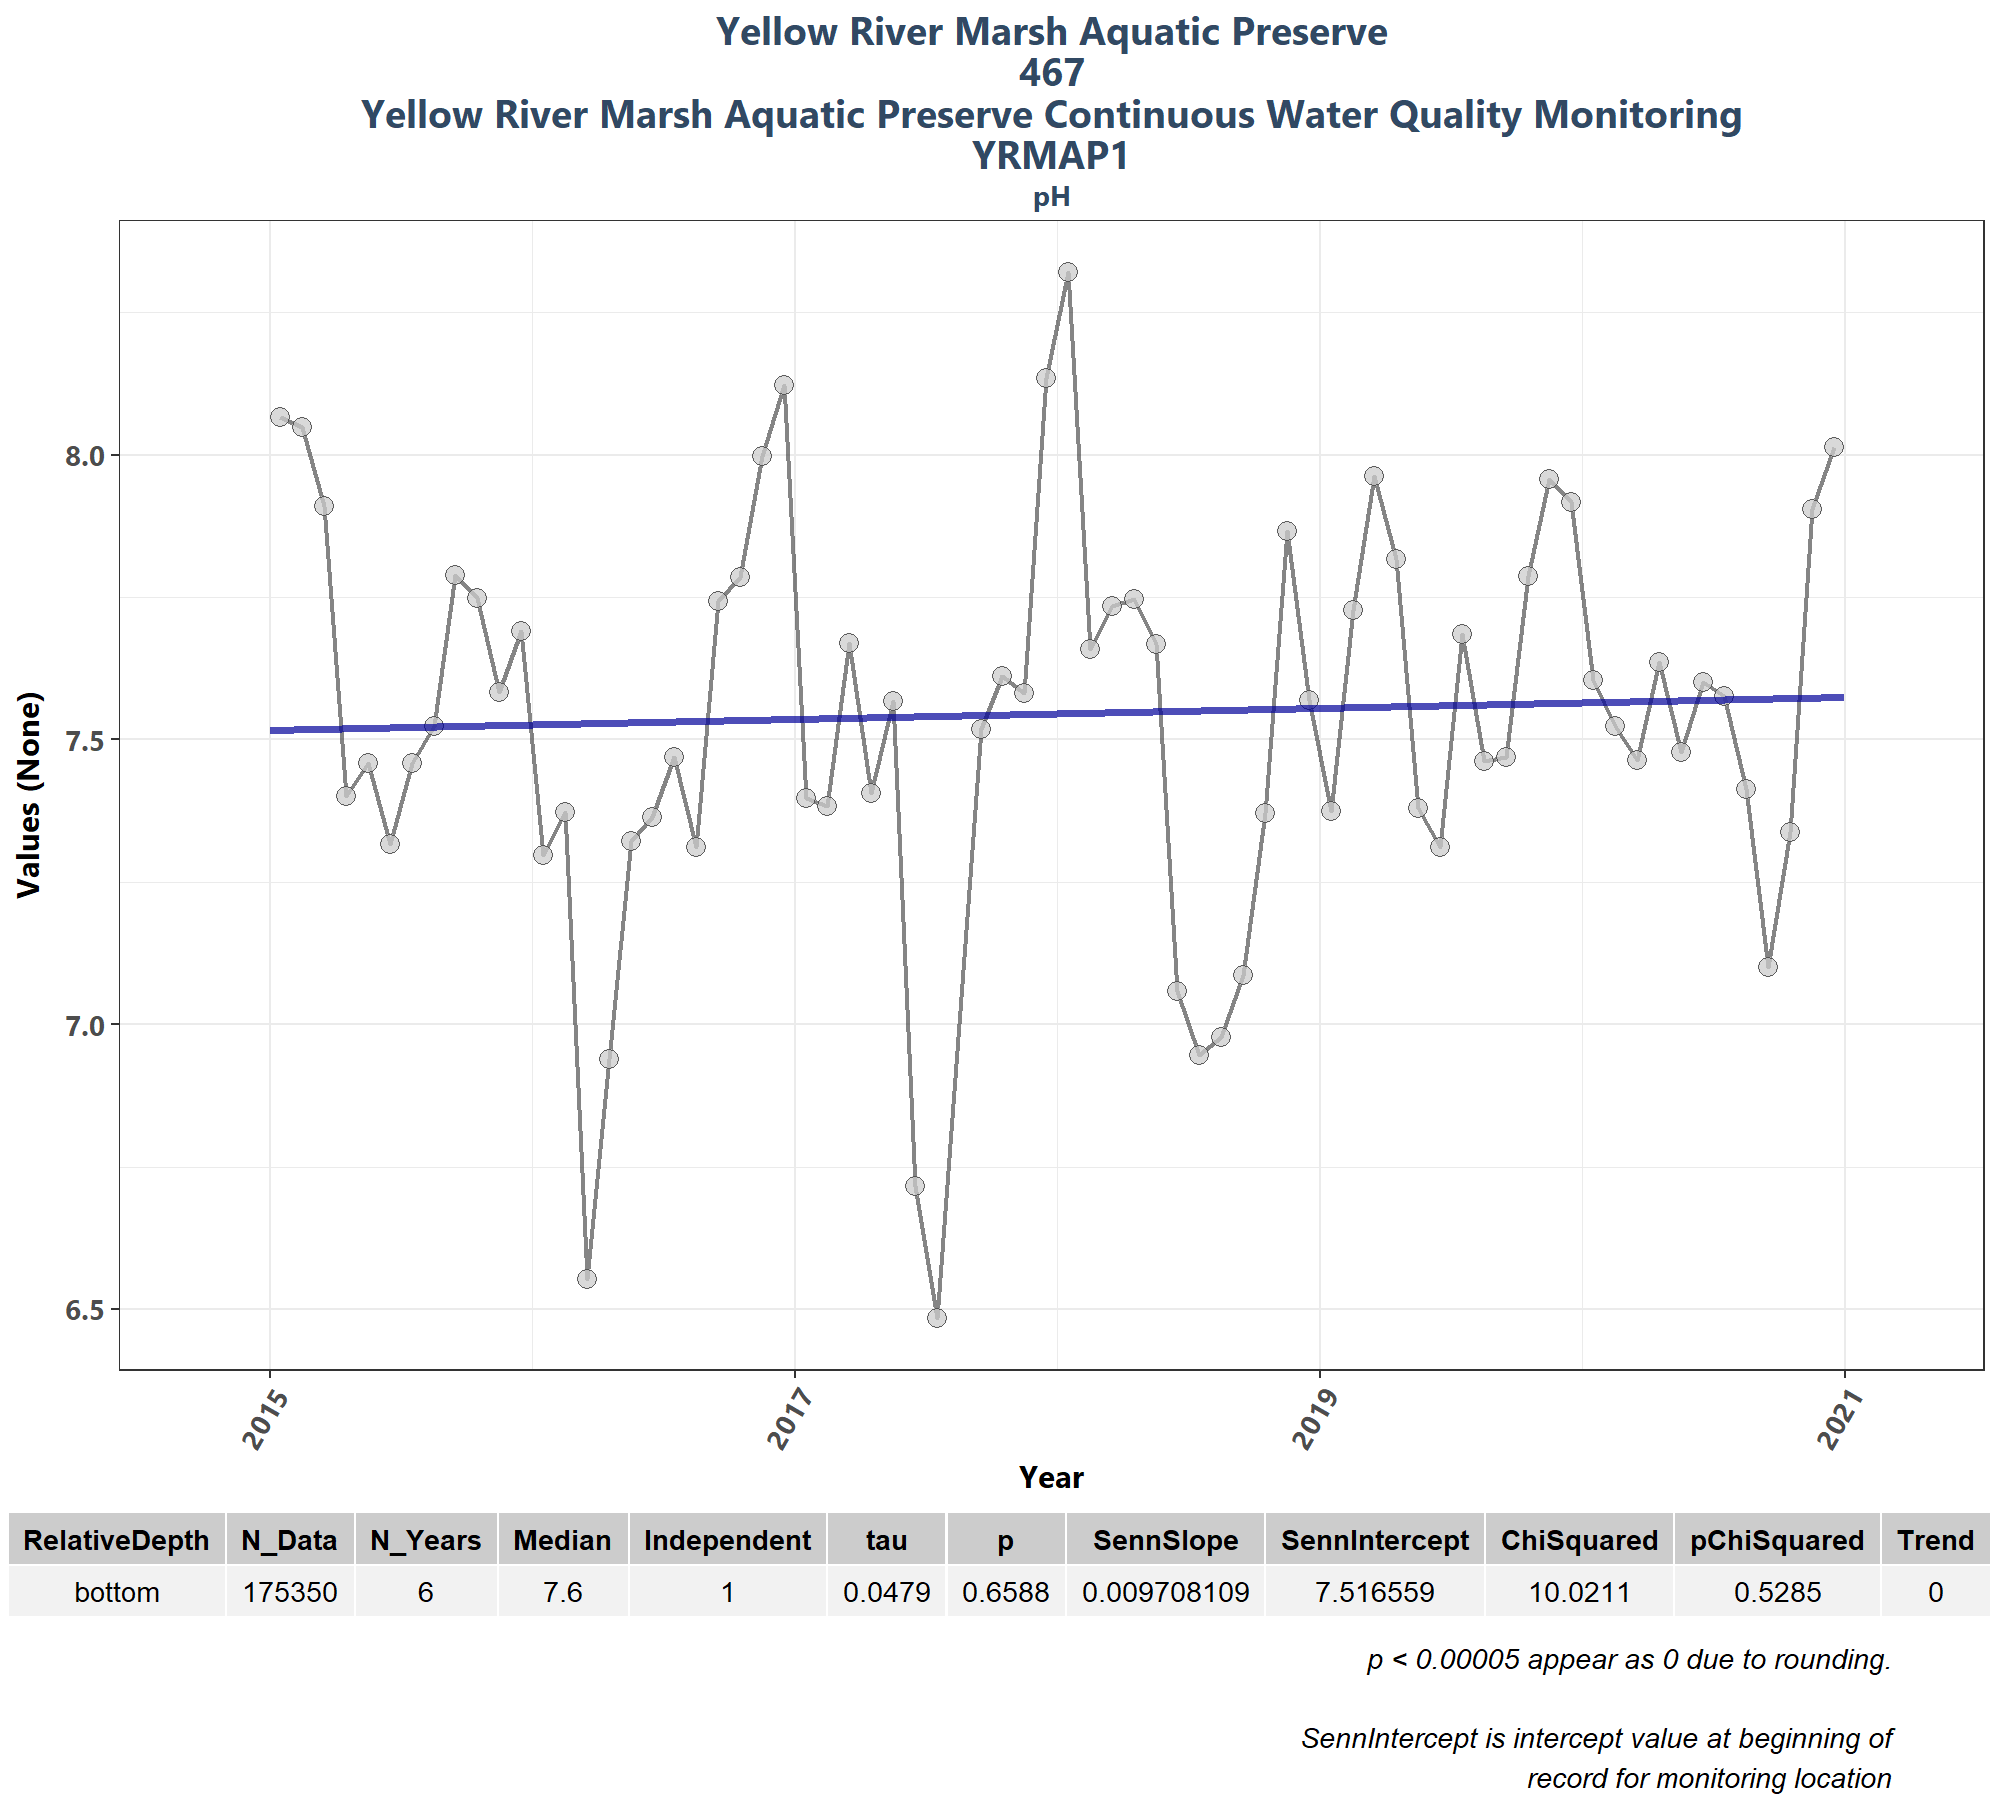 Yellow River Marsh Aquatic Preserve
467
Yellow River Marsh Aquatic Preserve Continuous Water Quality Monitoring
YRMAP1
pH
Values (None)
8.0
7.5
7.0
6.5
2015 2017 2019 2021
Year
RelativeDepth N_Data N_Years Median Independent tau p SennSlope SennIntercept ChiSquared pChiSquared Trend
bottom 175350 6 7.6 1 0.0479 0.6588 0.009708109 7.516559 10.0211 0.5285 0
p < 0.00005 appear as 0 due to rounding.
SennIntercept is intercept value at beginning of
record for monitoring location